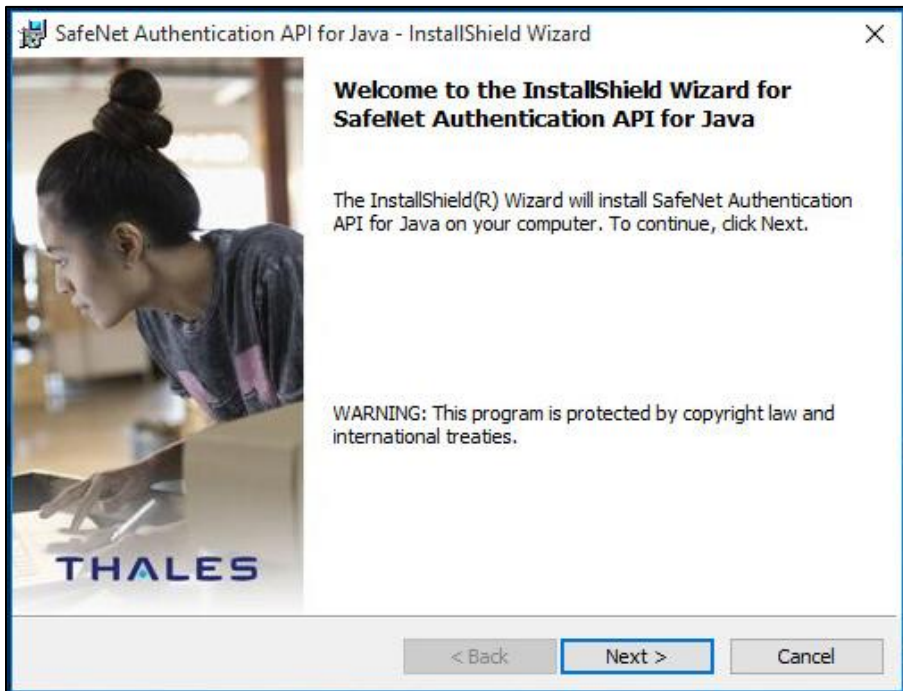 SafeNet Authentication API for Java - InstallShield Wizard
Welcome to the InstallShield Wizard for
SafeNet Authentication API for Java
The InstallShield(R) Wizard will install SafeNet Authentication
API for Java on your computer. To continue, click Next.
WARNING: This program is protected by copyright law and
international treaties.
THALES
< Back
Next >
Cancel